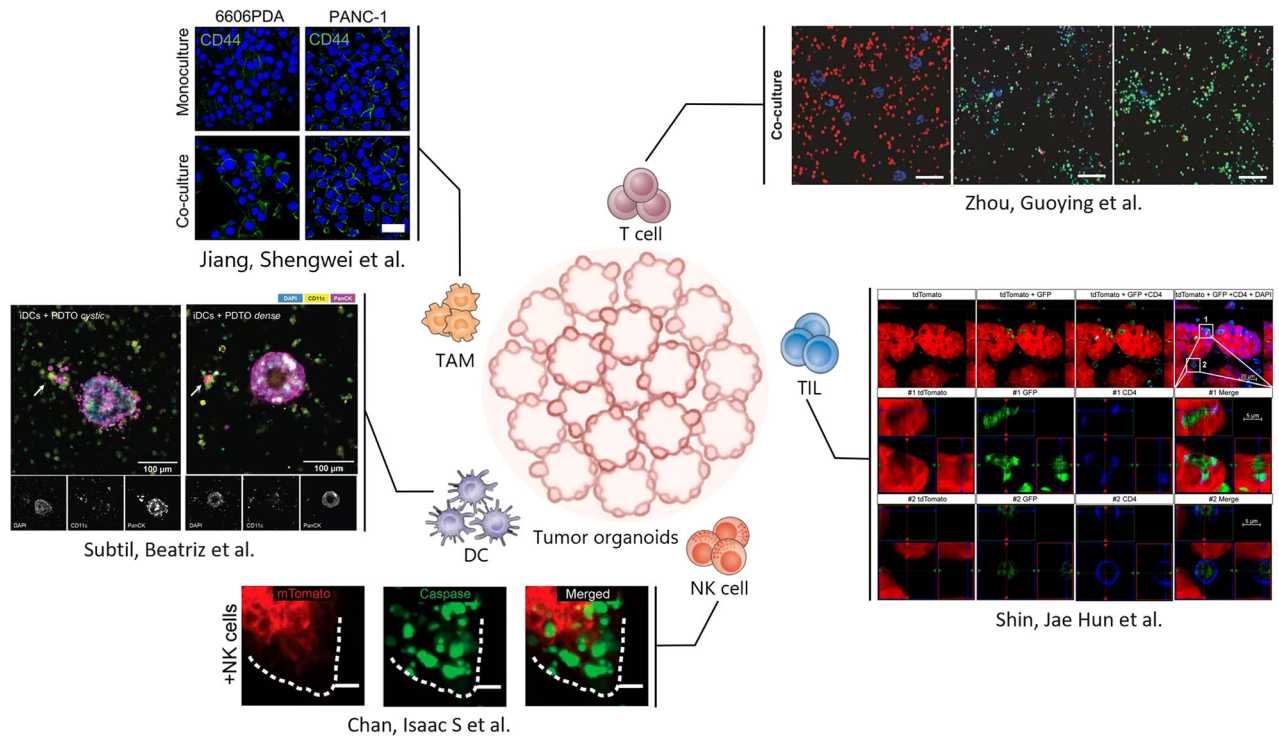 6606PDA
PANC-1
CD44
CD44
Monoculture
Co-culture
Jiang, Shengwei et al.
Co-culture
Zhou, Guoying et al.
T cell
TAM
TIL
DC
NK cell
Tumor organoids
DAPI
CD11c
PanCK
iDCs + PDTO cystic
iDCs + PDTO dense
100 μm
100 μm
DAPI
CD11c
PanCK
DAPI
CD11c
PanCK
Subtil, Beatriz et al.
tdTomato
tdTomato + GFP
tdTomato + GFP +CD4
tdTomato + GFP +CD4 + DAPI
1
2
20 μm
#1 tdTomato
#1 GFP
#1 CD4
#1 Merge
5 μm
#2 tdTomato
#2 GFP
#2 CD4
#2 Merge
5 μm
Shin, Jae Hun et al.
+NK cells
mTomato
Caspase
Merged
Chan, Isaac S et al.